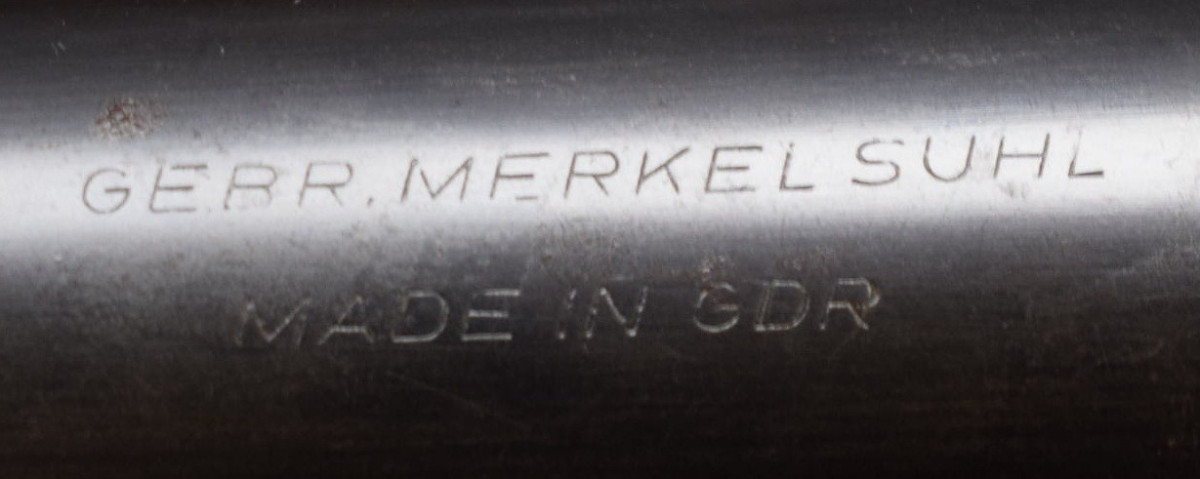 GEBR. MERKEL SUHL
MADE IN GDR